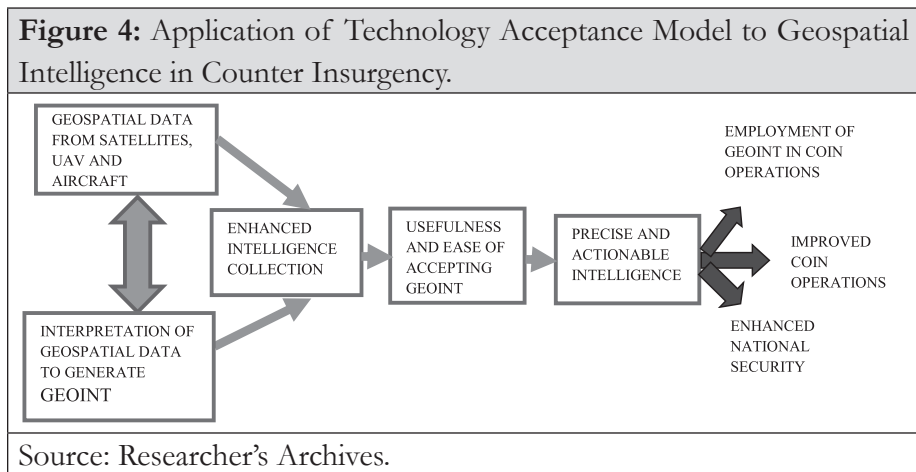 Figure 4: Application of Technology Acceptance Model to Geospatial
Intelligence in Counter Insurgency.
GEOSPATIAL DATA
FROM SATELLITES,
UAV AND
AIRCRAFT
INTERPRETATION OF
GEOSPATIAL DATA
TO GENERATE
GEOINT
ENHANCED
INTELLIGENCE
COLLECTION
USEFULNESS
AND EASE OF
ACCEPTING
GEOINT
PRECISE AND
ACTIONABLE
INTELLIGENCE
EMPLOYMENT OF
GEOINT IN COIN
OPERATIONS
IMPROVED
COIN
OPERATIONS
ENHANCED
NATIONAL
SECURITY
Source: Researcher's Archives.